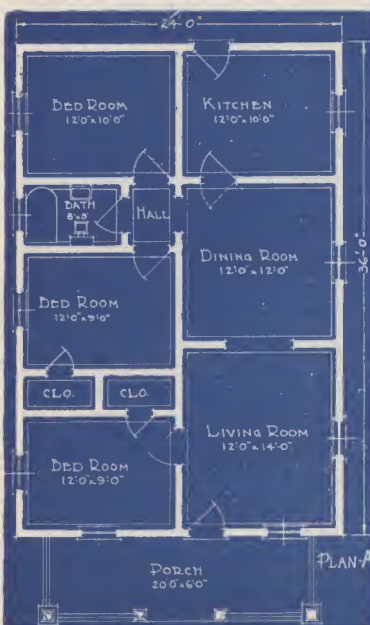 24'-0"
BED ROOM
12'-0"x10'-0"
KITCHEN
12'-0"x10'-0"
BATH
HALL
DINING ROOM
12'-0"x12'-0"
36'-0"
BED ROOM
12'-0"x9'-0"
CLO.
CLO.
LIVING ROOM
12'-0"x14'-0"
BED ROOM
12'-0"x9'-0"
PLAN-A
PORCH
20'-0"x6'-0"